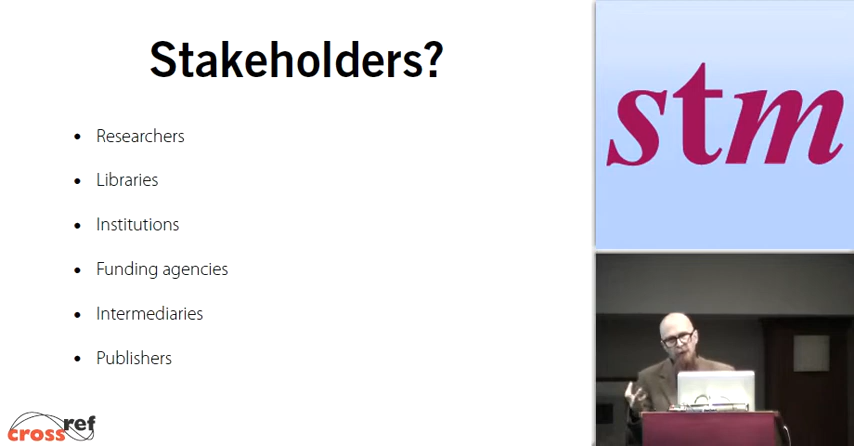 Stakeholders?
• Researchers
• Libraries
• Institutions
• Funding agencies
• Intermediaries
• Publishers
crossref
stm